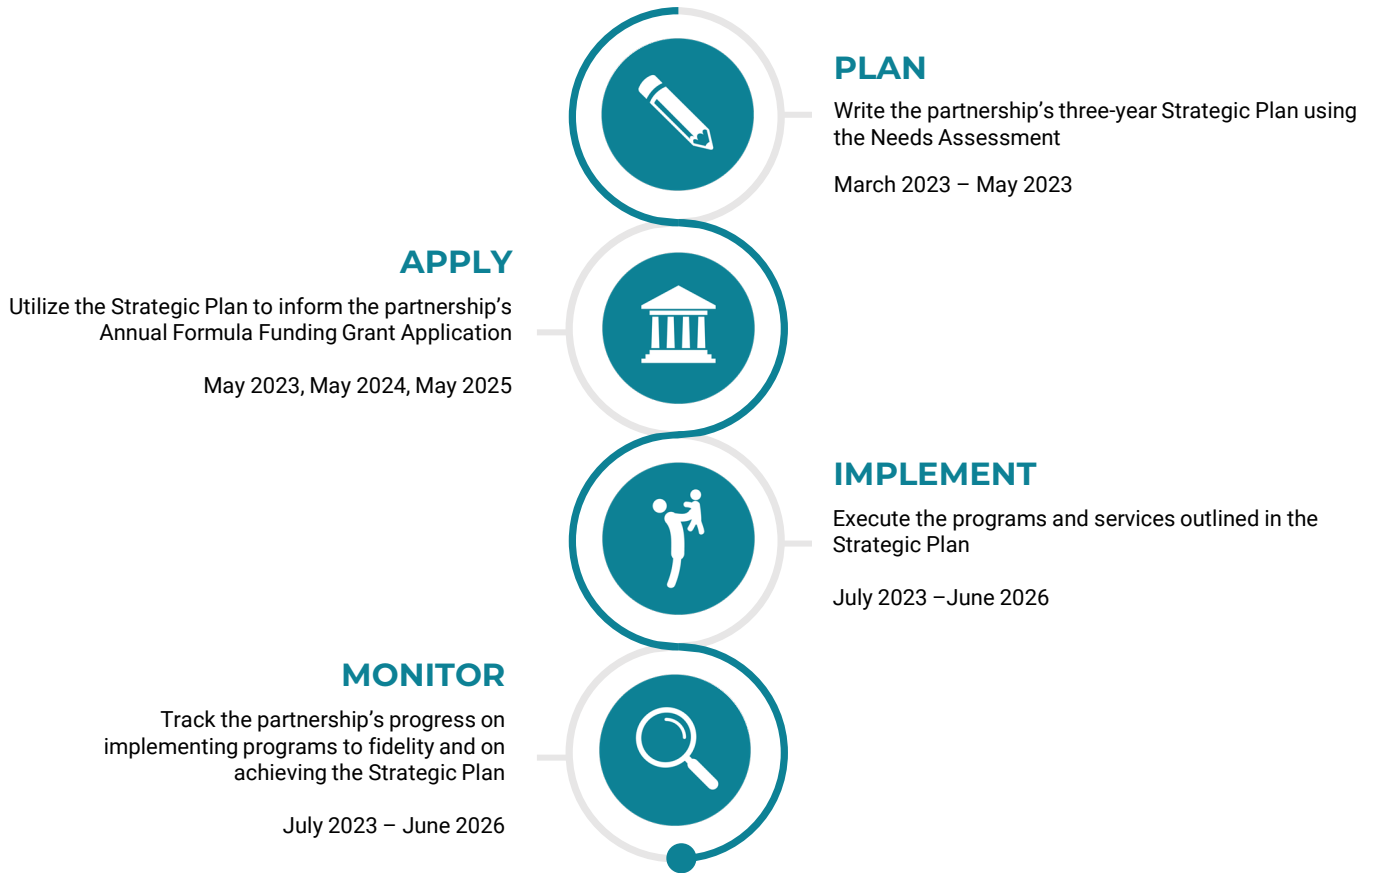 PLAN
Write the partnership’s three-year Strategic Plan using
the Needs Assessment
March 2023 – May 2023
APPLY
Utilize the Strategic Plan to inform the partnership’s
Annual Formula Funding Grant Application
May 2023, May 2024, May 2025
IMPLEMENT
Execute the programs and services outlined in the
Strategic Plan
July 2023 –June 2026
MONITOR
Track the partnership’s progress on
implementing programs to fidelity and on
achieving the Strategic Plan
July 2023 – June 2026